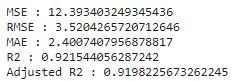 MSE : 12.393403249345436
RMSE : 3.5204265720712646
MAE : 2.4007407956878817
R2 : 0.921544056287242
Adjusted R2 : 0.9198225673262245